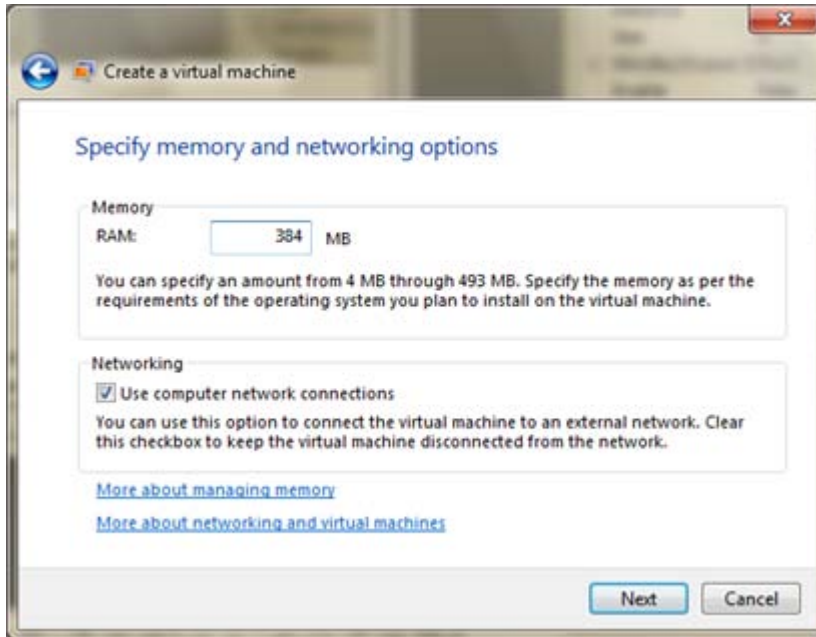 Create a virtual machine
Specify memory and networking options
Memory
RAM: 384 MB
You can specify an amount from 4 MB through 493 MB. Specify the memory as per the
requirements of the operating system you plan to install on the virtual machine.
Networking
Use computer network connections
You can use this option to connect the virtual machine to an external network. Clear
this checkbox to keep the virtual machine disconnected from the network.
More about managing memory
More about networking and virtual machines
Next Cancel